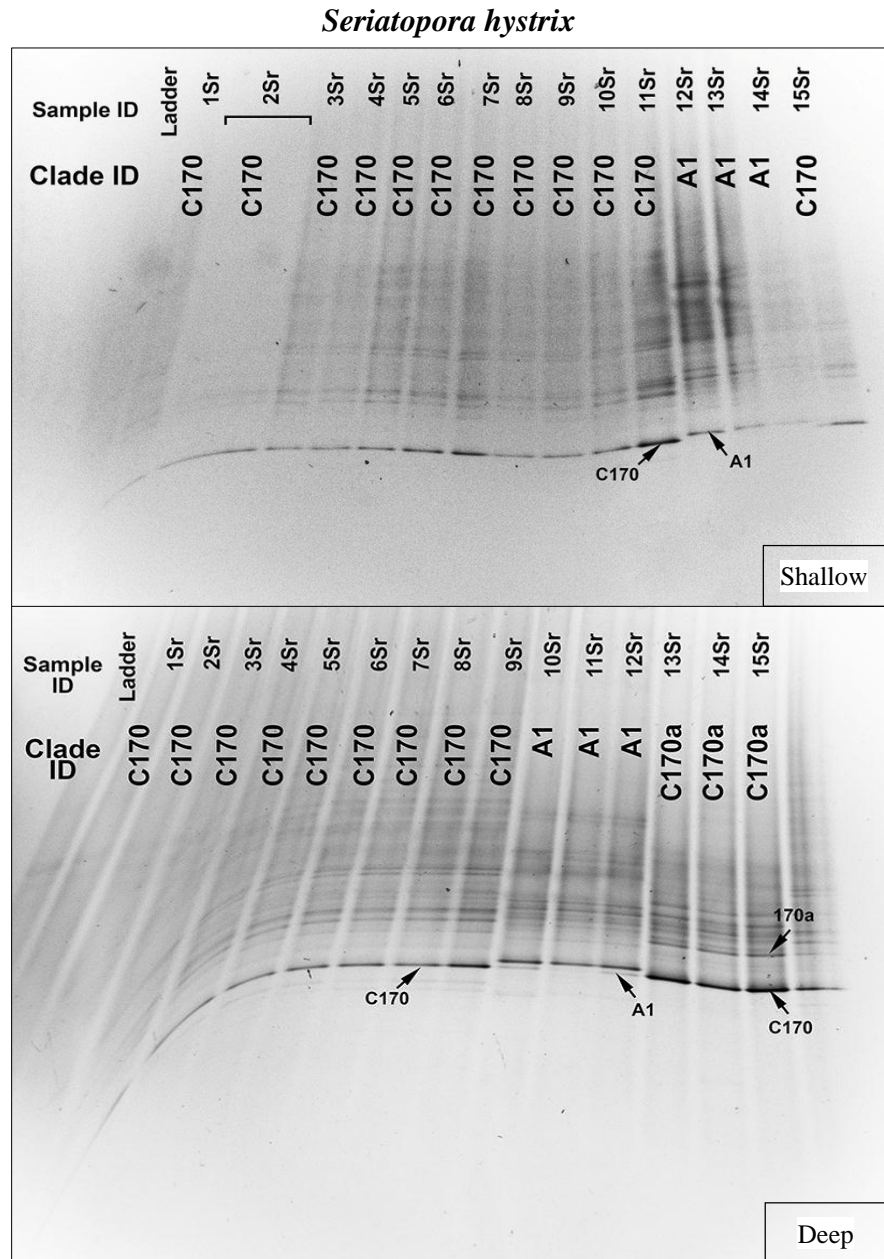 Seriatopora hystrix
Sample ID Ladder 1Sr 2Sr 3Sr 4Sr 5Sr 6Sr 7Sr 8Sr 9Sr 10Sr 11Sr 12Sr 13Sr 14Sr 15Sr
Clade ID C170 C170 C170 C170 C170 C170 C170 C170 C170 C170 C170 A1 A1 A1 C170
C170 A1
Shallow
Sample ID Ladder 1Sr 2Sr 3Sr 4Sr 5Sr 6Sr 7Sr 8Sr 9Sr 10Sr 11Sr 12Sr 13Sr 14Sr 15Sr
Clade ID C170 C170 C170 C170 C170 C170 C170 C170 C170 A1 A1 A1 C170a C170a C170a
170a
C170 A1 C170
Deep